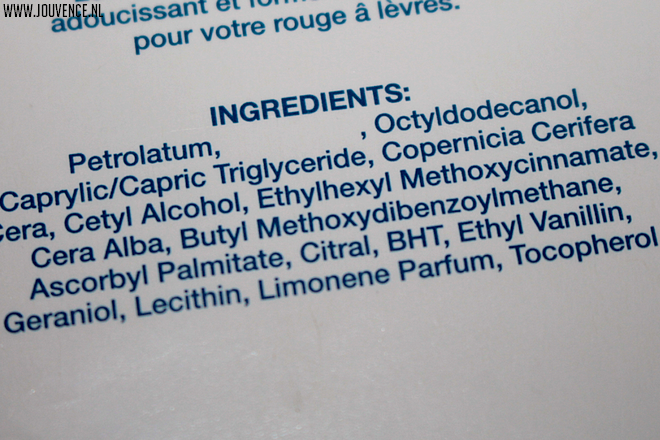 WWW.JOUVENCE.NL
adoucissant et
pour votre rouge â lèvres.
INGREDIENTS:
Petrolatum, , Octyldodecanol,
Caprylic/Capric Triglyceride, Copernicia Cerifera
Cera, Cetyl Alcohol, Ethylhexyl Methoxycinnamate,
Cera Alba, Butyl Methoxydibenzoylmethane,
Ascorbyl Palmitate, Citral, BHT, Ethyl Vanillin,
Geraniol, Lecithin, Limonene Parfum, Tocopherol